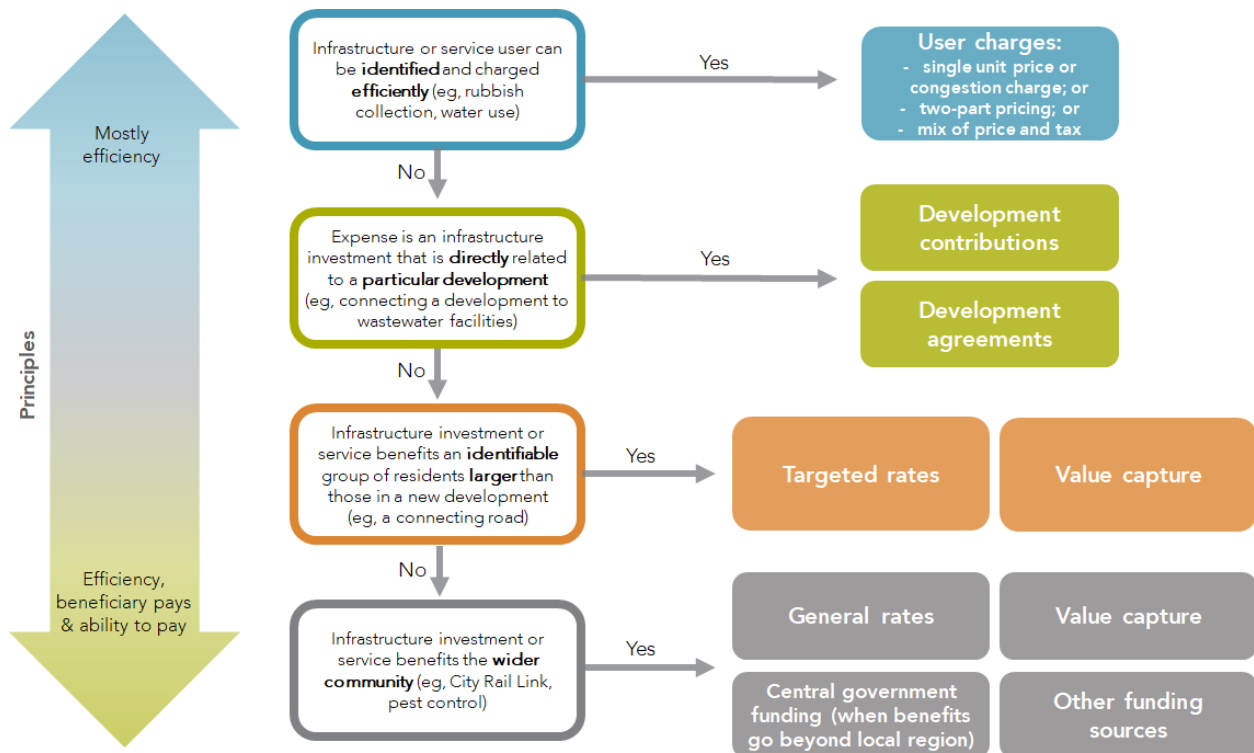 Principles
Mostly
efficiency
Efficiency,
beneficiary pays
& ability to pay
Infrastructure or service user can
be identified and charged
efficiently (eg, rubbish
collection, water use)
Yes
User charges:
- single unit price or
congestion charge; or
- two-part pricing; or
- mix of price and tax
No
Expense is an infrastructure
investment that is directly related
to a particular development
(eg, connecting a development to
wastewater facilities)
Yes
Development
contributions
Development
agreements
No
Infrastructure investment or
service benefits an identifiable
group of residents larger than
those in a new development
(eg, a connecting road)
Yes
Targeted rates
Value capture
No
Infrastructure investment or
service benefits the wider
community (eg, City Rail Link,
pest control)
Yes
General rates
Value capture
Central government
funding (when benefits
go beyond local region)
Other funding
sources